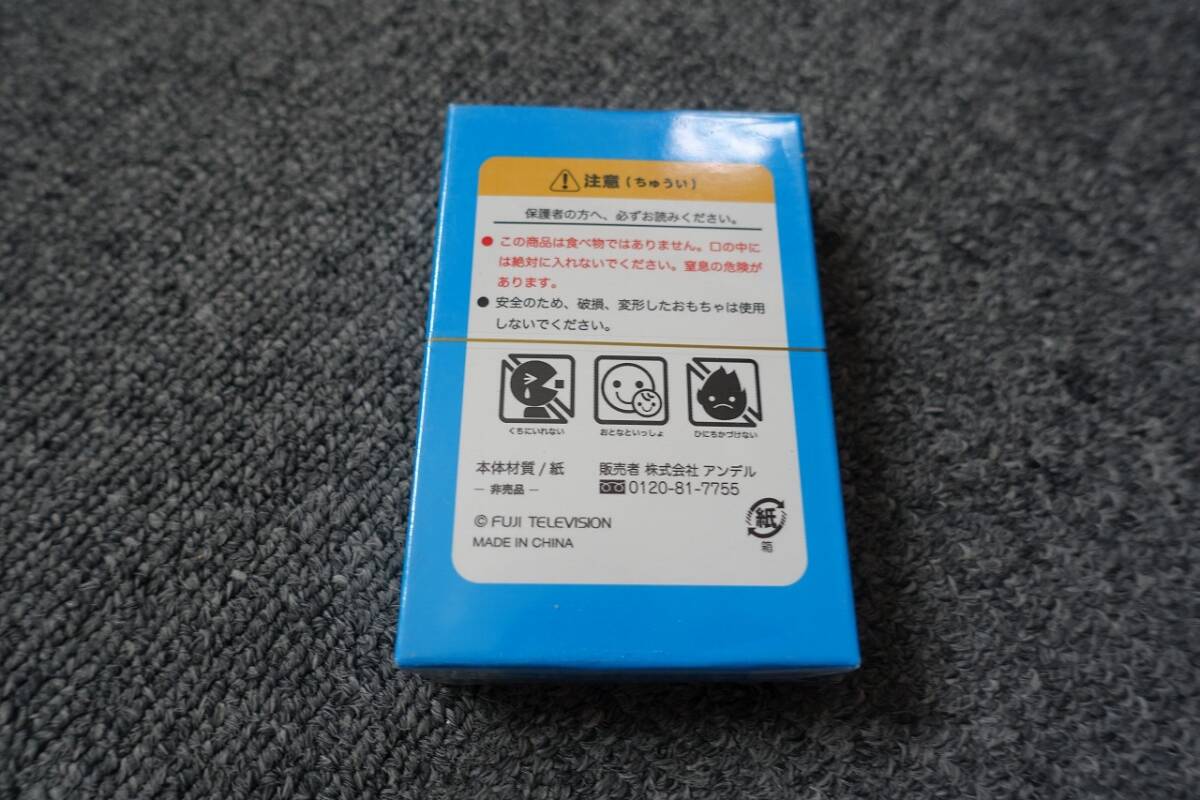 注意(ちゅうい)
保護者の方へ、必ずお読みください。
● この商品は食べ物ではありません。口の中に
は絶対に入れないでください。窒息の危険が
あります。
● 安全のため、破損、変形したおもちゃは使用
しないでください。
くちにいれない おとなといっしょ ひにちかづけない
本体材質/紙 販売者 株式会社 アンデル
− 非売品 − 0120-81-7755
紙
© FUJI TELEVISION
MADE IN CHINA 箱